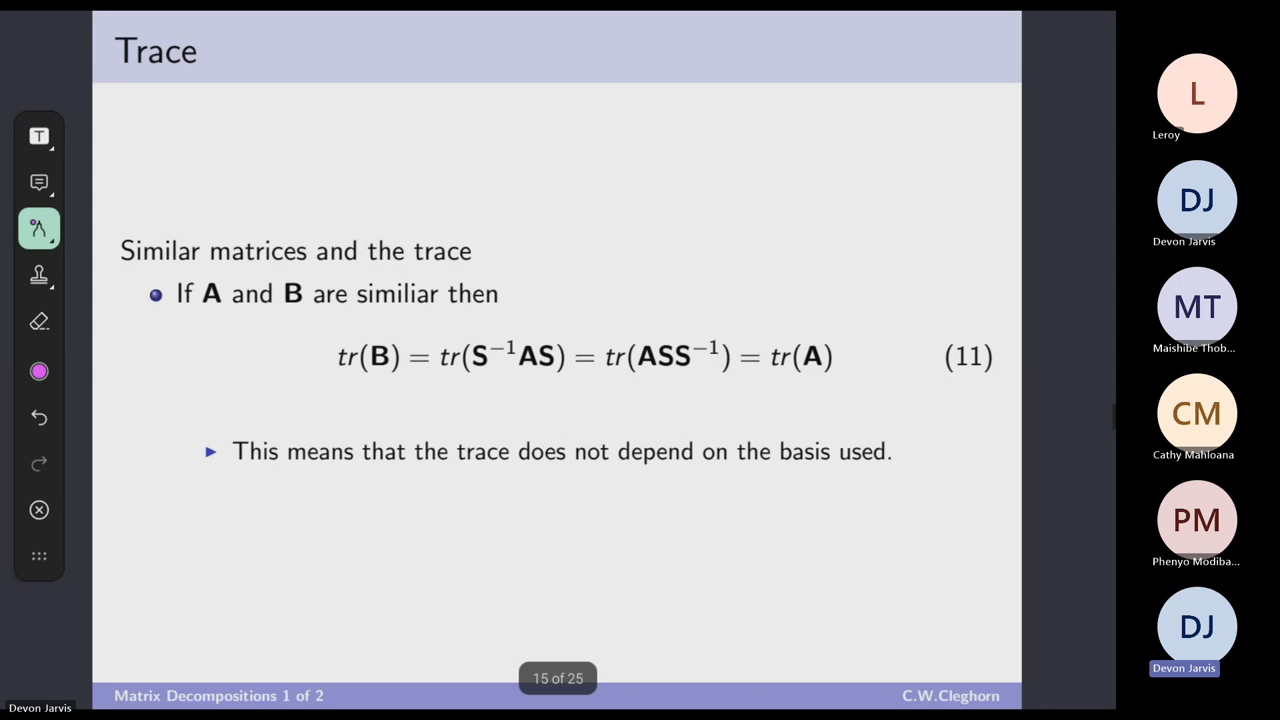 Trace
Similar matrices and the trace
If A and B are similiar then
tr(B) = tr(S⁻¹AS) = tr(ASS⁻¹) = tr(A) (11)
This means that the trace does not depend on the basis used.
15 of 25
Matrix Decompositions 1 of 2 C.W.Cleghorn
Devon Jarvis
T
L
Leroy
DJ
Devon Jarvis
MT
Maishibe Thob...
CM
Cathy Mahloana
PM
Phenyo Modiba...
DJ
Devon Jarvis